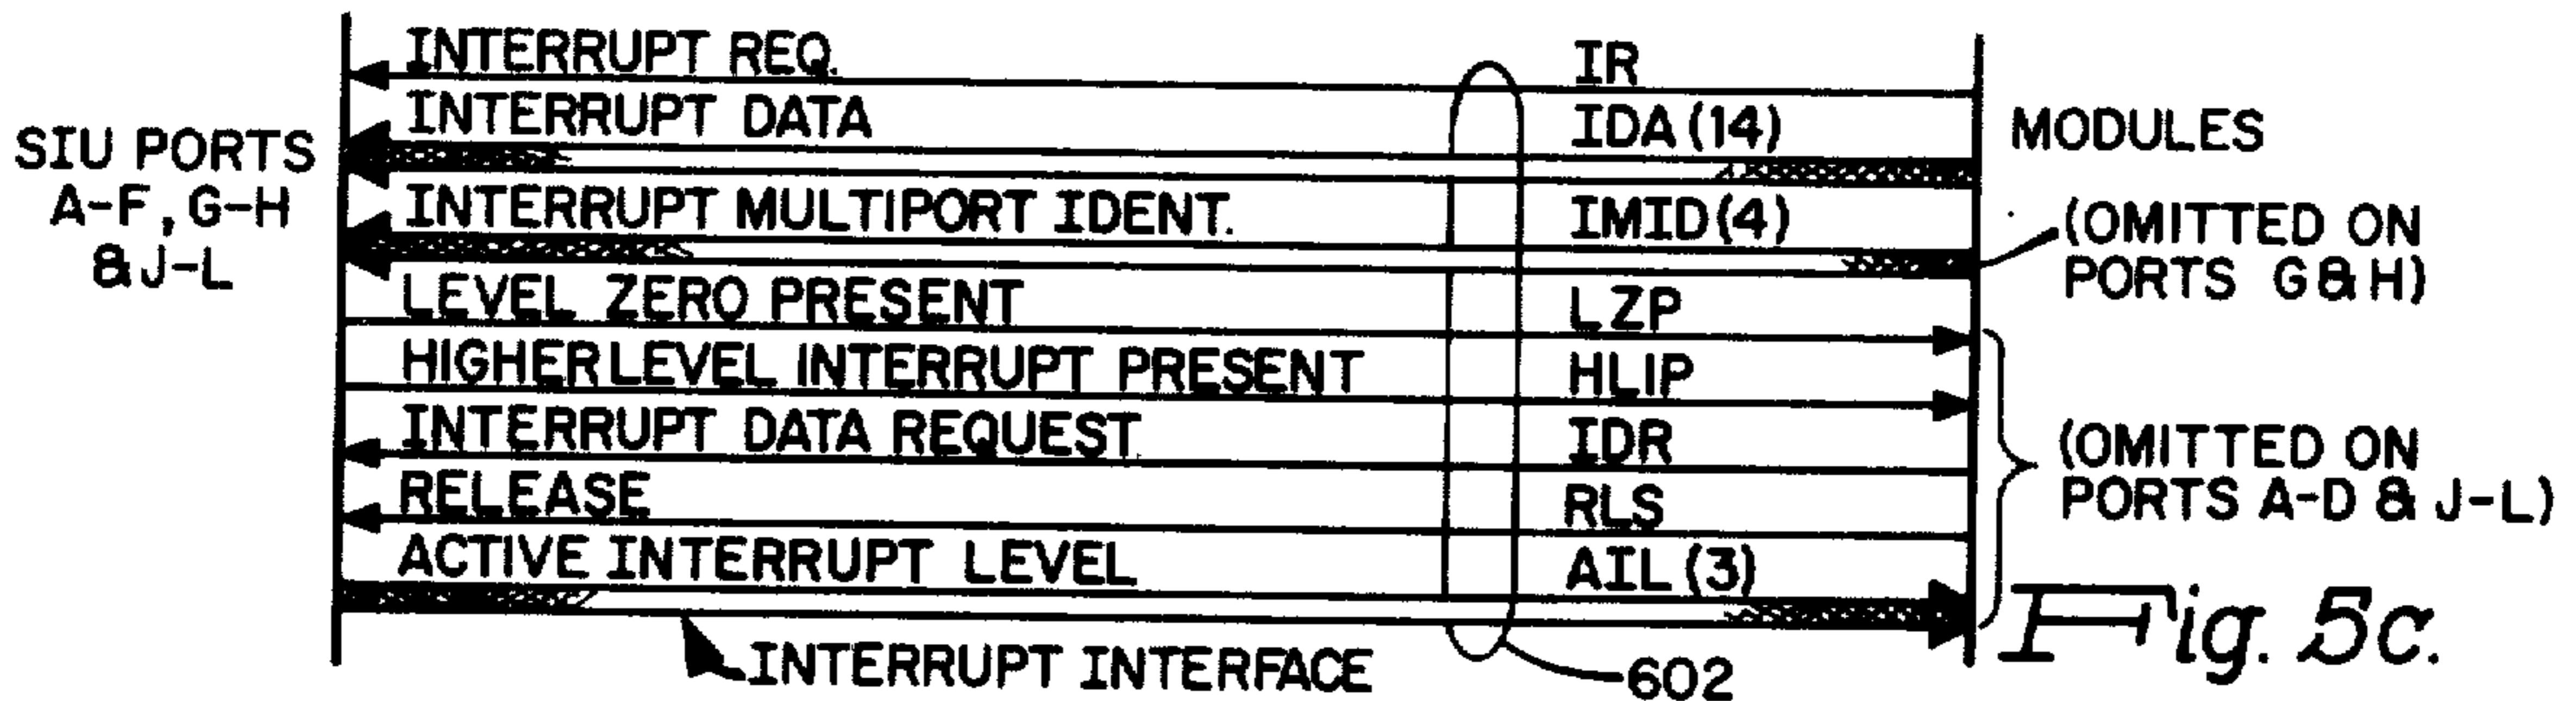 INTERRUPT REQ.
IR
INTERRUPT DATA
IDA (14)
SIU PORTS
A-F, G-H
& J-L
MODULES
INTERRUPT MULTIPORT IDENT.
IMID (4)
(OMITTED ON
PORTS G & H)
LEVEL ZERO PRESENT
LZP
HIGHER LEVEL INTERRUPT PRESENT
HLIP
INTERRUPT DATA REQUEST
IDR
(OMITTED ON
PORTS A-D & J-L)
RELEASE
RLS
ACTIVE INTERRUPT LEVEL
AIL (3)
INTERRUPT INTERFACE
602
Fig. 5c.